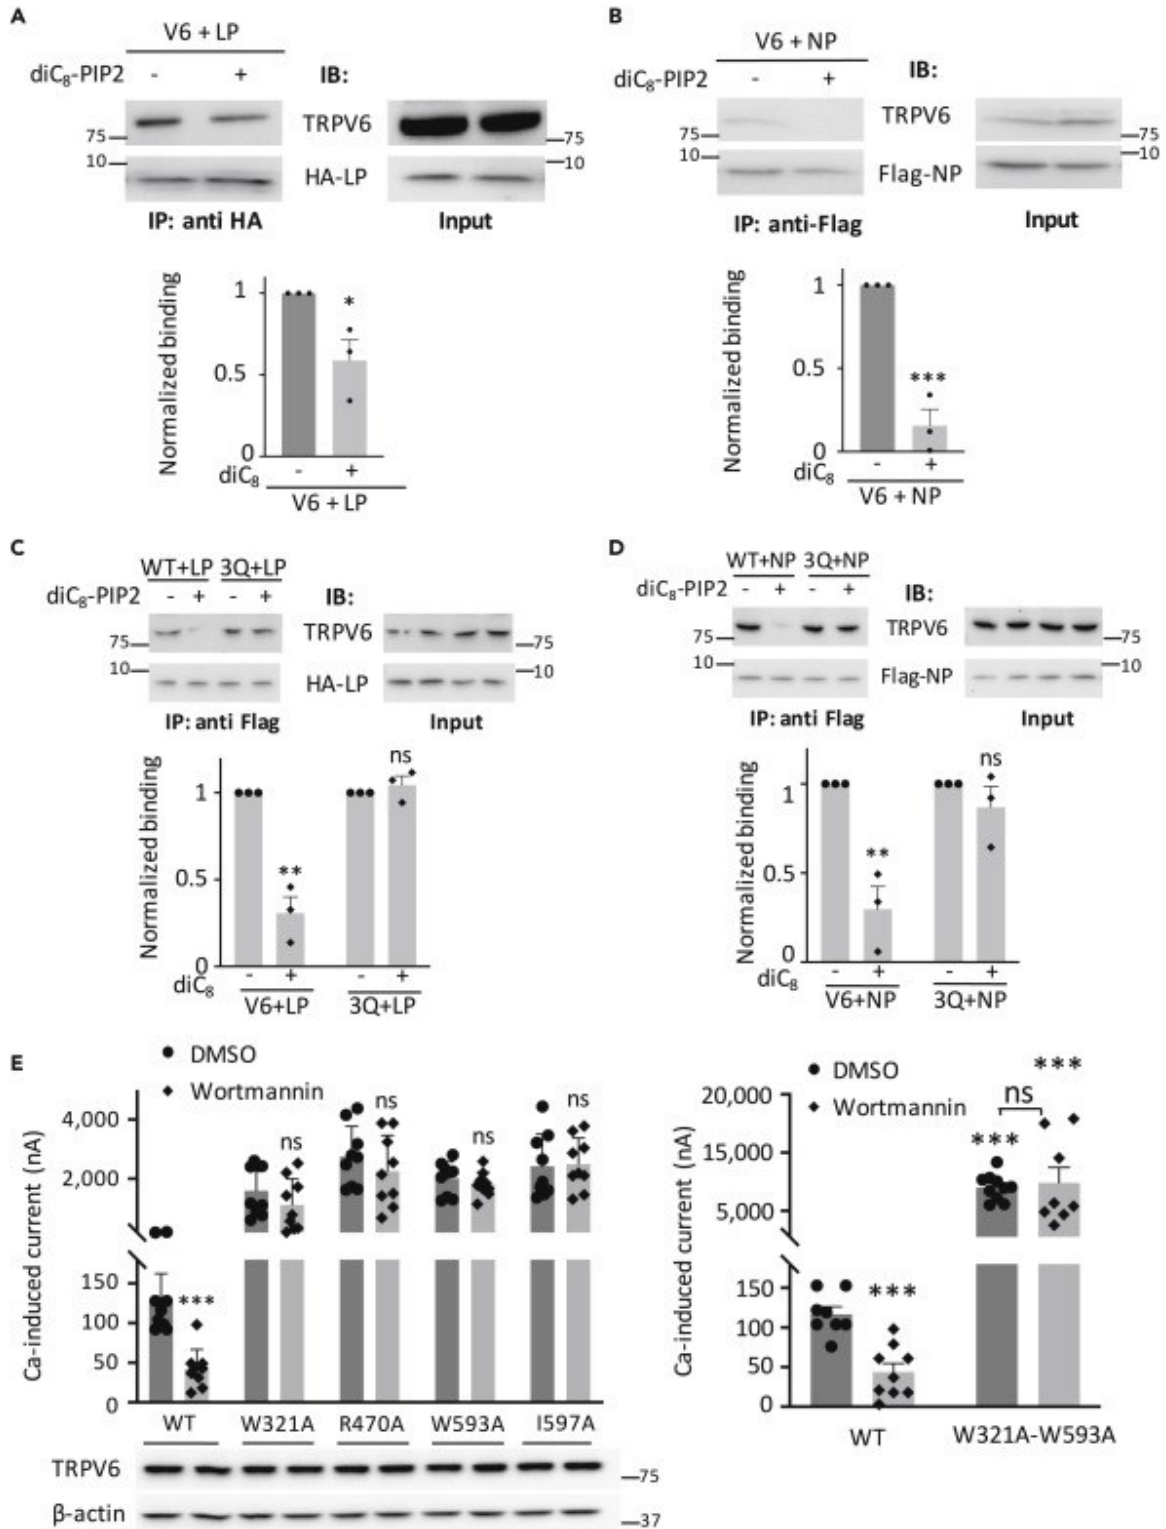 A
V6 + LP
diC₈-PIP2 - + IB:
TRPV6
75 75
10 10
HA-LP
IP: anti HA Input
Normalized binding
1
0.5
0
*
diC₈ - +
V6 + LP
B
V6 + NP
diC₈-PIP2 - + IB:
TRPV6
75
10 10
Flag-NP
IP: anti-Flag Input
Normalized binding
1
0.5
0
***
diC₈ - +
V6 + NP
C
WT+LP 3Q+LP
diC₈-PIP2 - + - + IB:
TRPV6
75 75
10 10
HA-LP
IP: anti Flag Input
Normalized binding
1
0.5
0
**
ns
diC₈ - + - +
V6+LP 3Q+LP
D
WT+NP 3Q+NP
diC₈-PIP2 - + - + IB:
TRPV6
75 75
10 10
Flag-NP
IP: anti Flag Input
Normalized binding
1
0.5
0
**
ns
diC₈ - + - +
V6+NP 3Q+NP
E
DMSO
Wortmannin
Ca-induced current (nA)
4,000
2,000
150
100
50
0
*** ns ns ns ns
WT W321A R470A W593A I597A
TRPV6 75
β-actin 37
DMSO
Wortmannin
Ca-induced current (nA)
20,000
15,000
5,000
150
100
50
0
***
ns
***
***
WT W321A-W593A